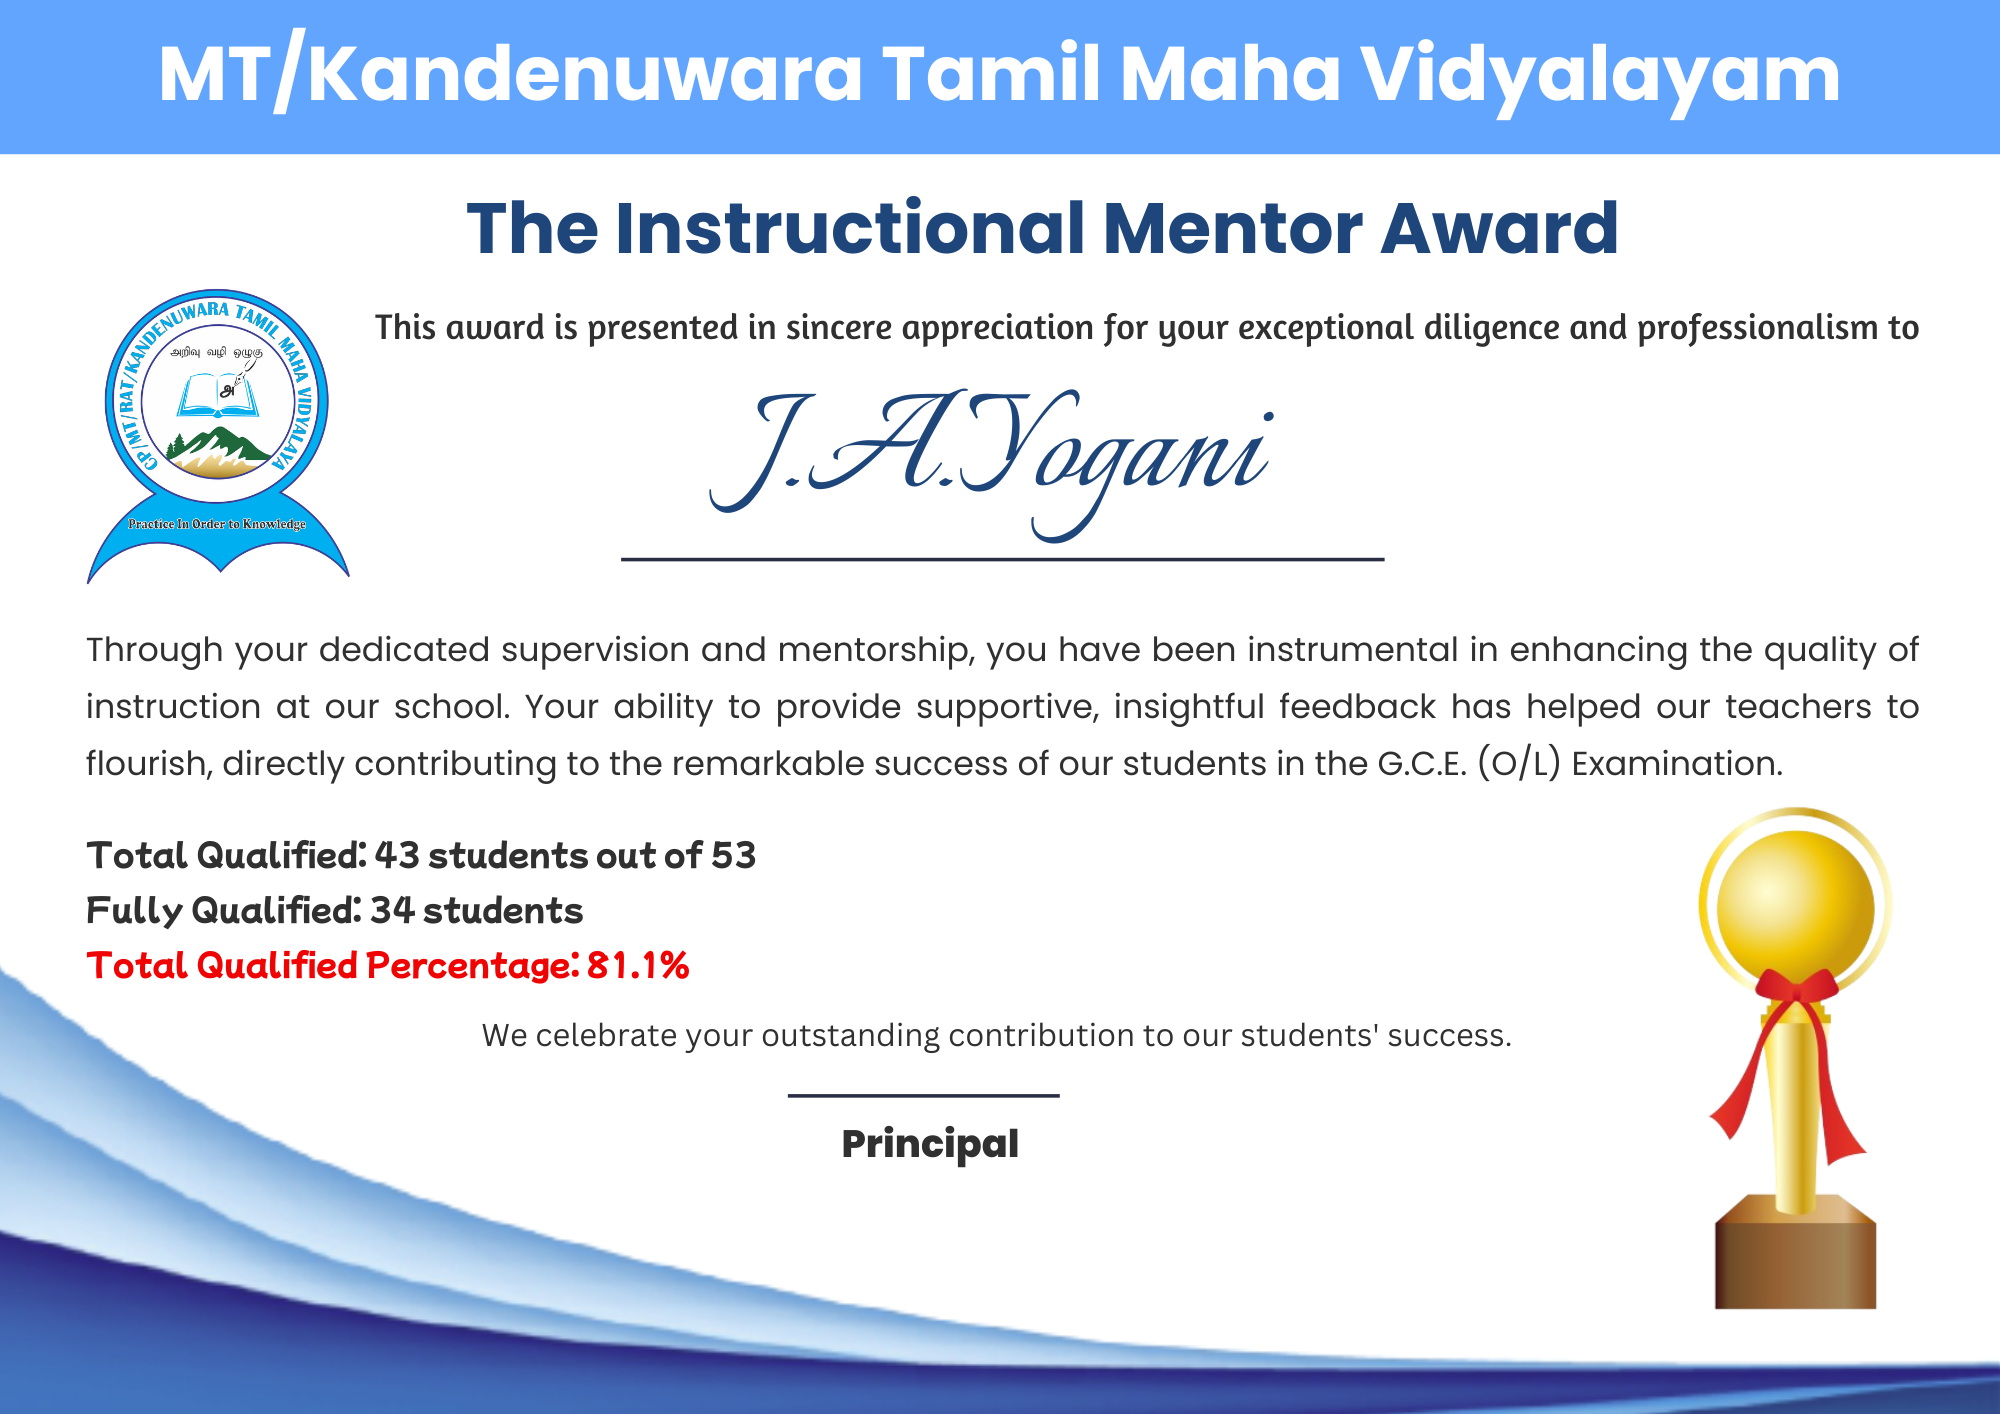 MT/Kandenuwara Tamil Maha Vidyalayam
The Instructional Mentor Award
This award is presented in sincere appreciation for your exceptional diligence and professionalism to
CP/MT/RAT/KANDENUWARA TAMIL MAHA VIDYALAYA
அறிவு வழி ஒழுகு
அ
Practice In Order to Knowledge
J.A.Yogani
Through your dedicated supervision and mentorship, you have been instrumental in enhancing the quality of
instruction at our school. Your ability to provide supportive, insightful feedback has helped our teachers to
flourish, directly contributing to the remarkable success of our students in the G.C.E. (O/L) Examination.
Total Qualified: 43 students out of 53
Fully Qualified: 34 students
Total Qualified Percentage: 81.1%
We celebrate your outstanding contribution to our students' success.
Principal